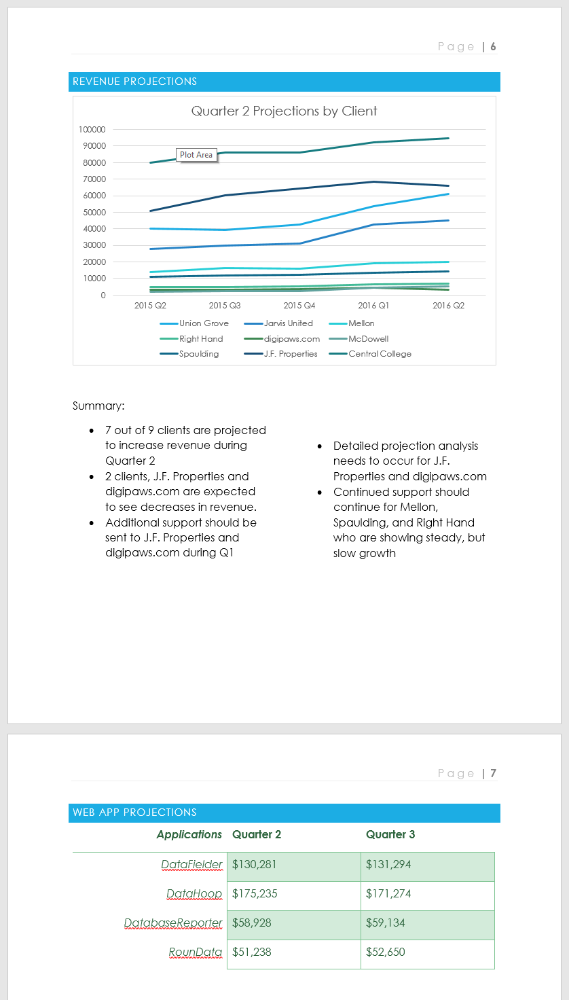 Page | 6
REVENUE PROJECTIONS
Quarter 2 Projections by Client
100000
90000
Plot Area
80000
70000
60000
50000
40000
30000
20000
10000
0
2015 Q2 2015 Q3 2015 Q4 2016 Q1 2016 Q2
Union Grove Jarvis United Mellon
Right Hand digipaws.com McDowell
Spaulding J.F. Properties Central College
Summary:
• 7 out of 9 clients are projected
to increase revenue during
Quarter 2
• 2 clients, J.F. Properties and
digipaws.com are expected
to see decreases in revenue.
• Additional support should be
sent to J.F. Properties and
digipaws.com during Q1
• Detailed projection analysis
needs to occur for J.F.
Properties and digipaws.com
• Continued support should
continue for Mellon,
Spaulding, and Right Hand
who are showing steady, but
slow growth
Page | 7
WEB APP PROJECTIONS
Applications Quarter 2 Quarter 3
DataFielder $130,281 $131,294
DataHoop $175,235 $171,274
DatabaseReporter $58,928 $59,134
RounData $51,238 $52,650